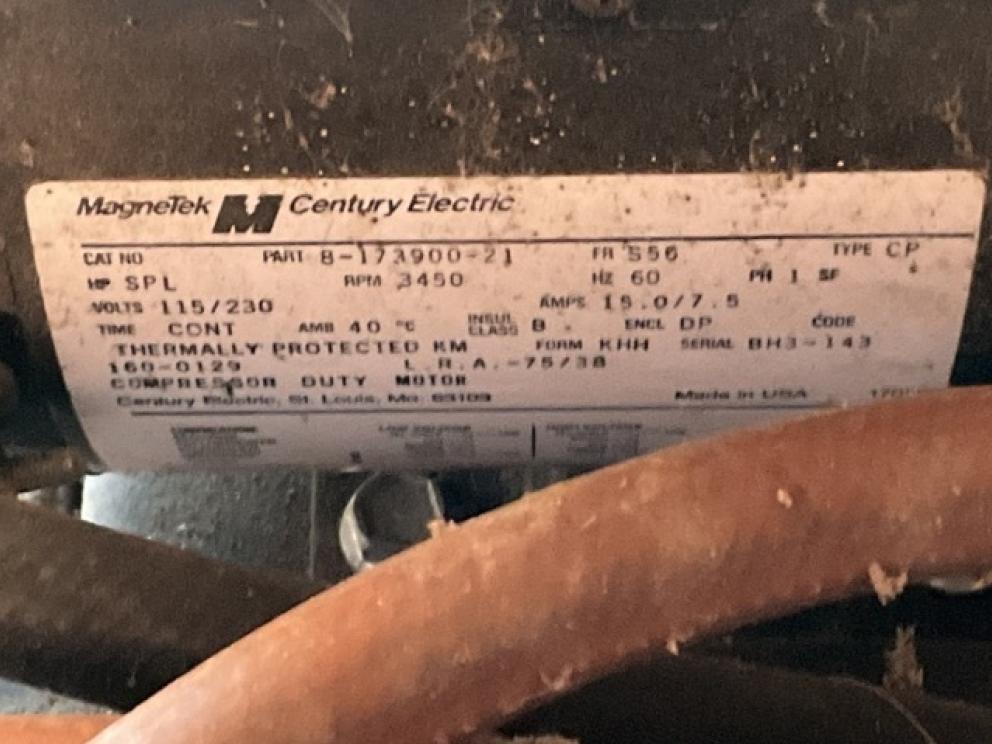 MagneTek M Century Electric
CAT NO PART 8-173900-21 FR S56 TYPE CP
HP SPL RPM 3450 HZ 60 PH 1 SF
VOLTS 115/230 AMPS 15.0/7.5
TIME CONT AMB 40 °C INSUL CLASS B ENCL DP CODE
THERMALLY PROTECTED KM FORM KHH SERIAL BH3-143
160-0129 L.R.A.-75/38
COMPRESSOR DUTY MOTOR
Century Electric, St. Louis, Mo. 63109 Made in USA